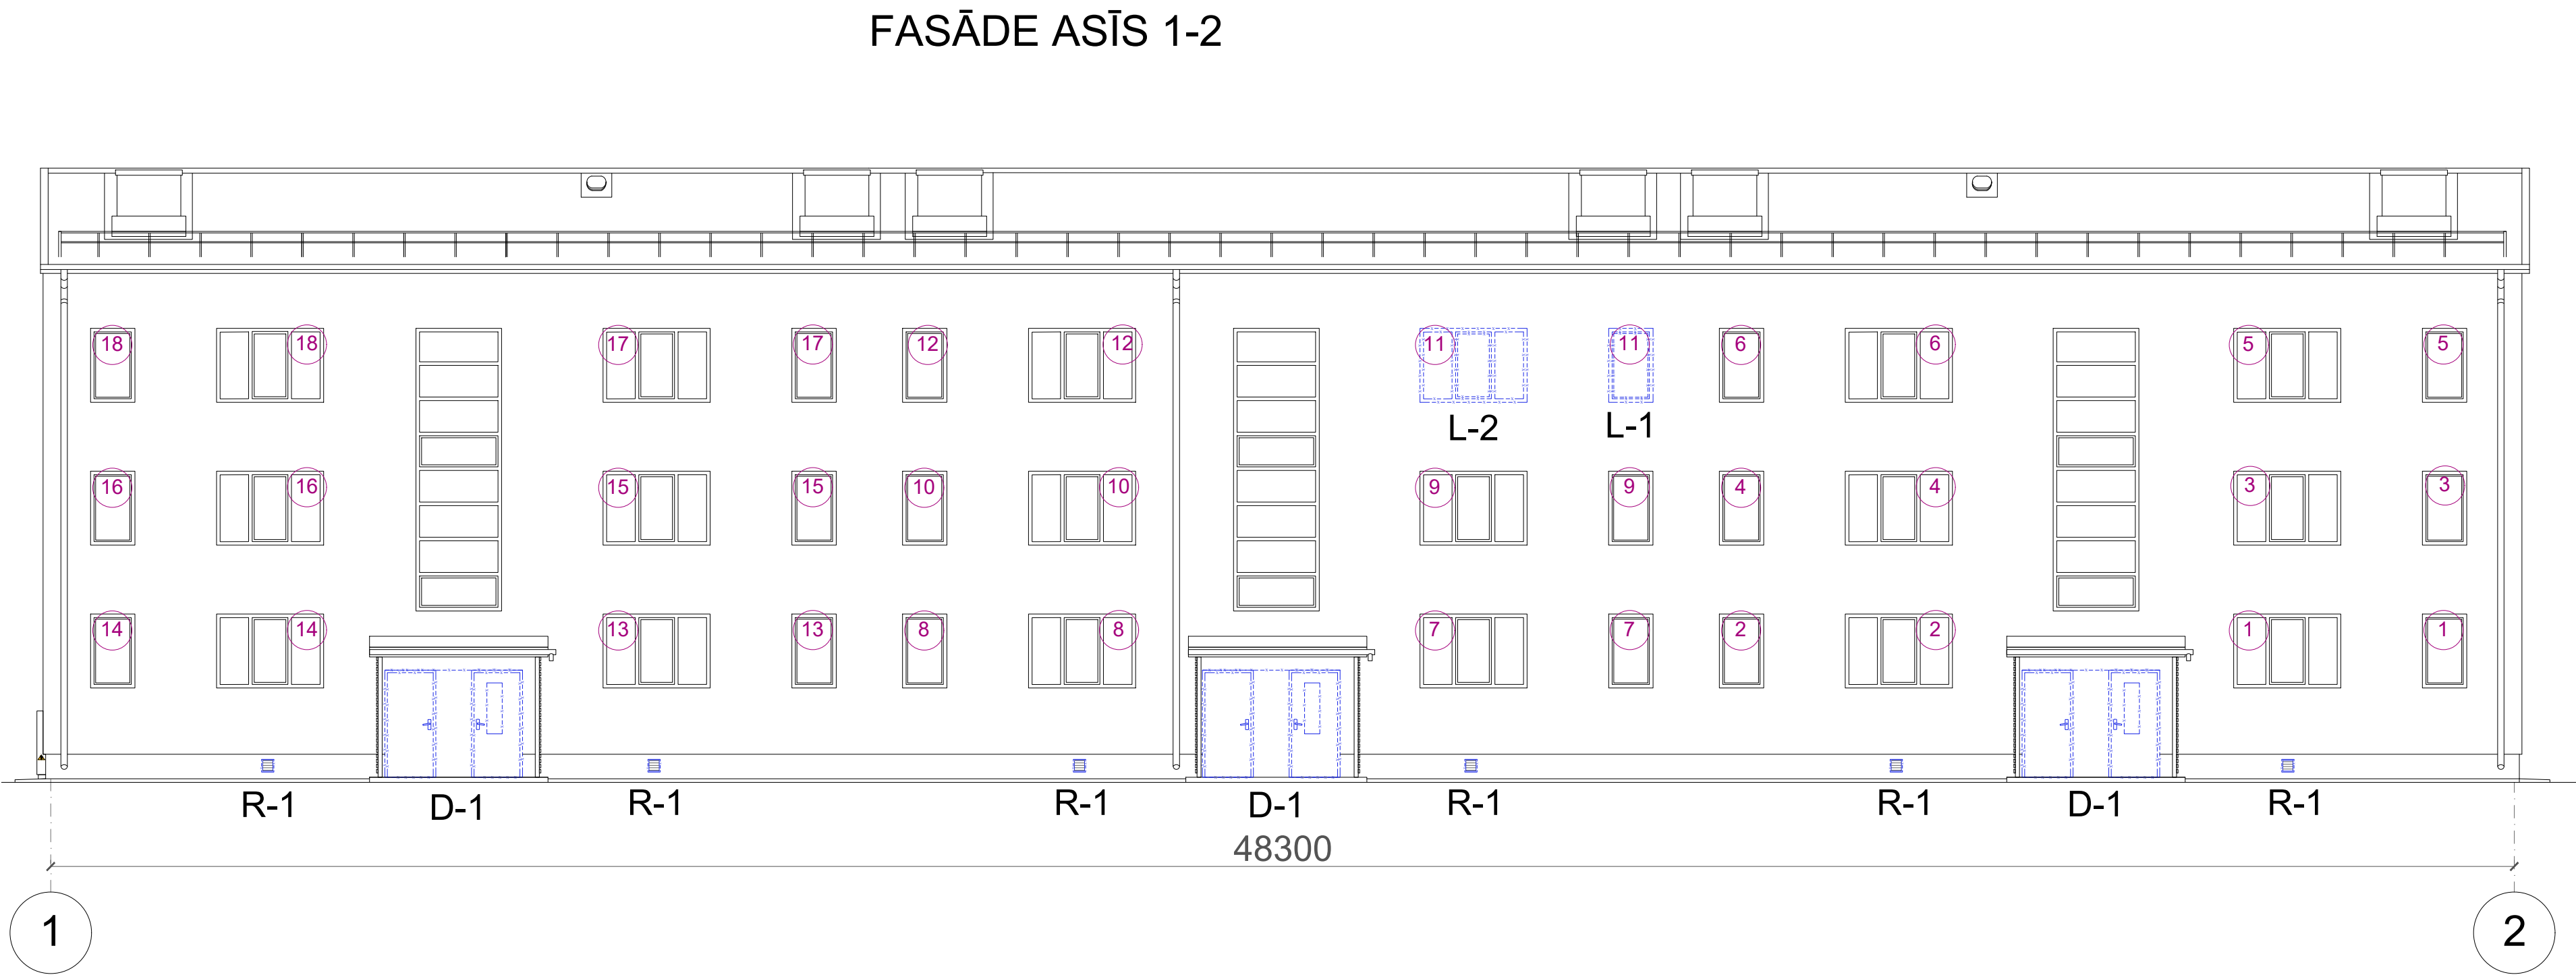 FASĀDE ASĪS 1-2
18 18 17 17 12 12 11 11 6 6 5 5
L-2 L-1
16 16 15 15 10 10 9 9 4 4 3 3
14 14 13 13 8 8 7 7 2 2 1 1
R-1 D-1 R-1 R-1 D-1 R-1 R-1 D-1 R-1
48300
1 2